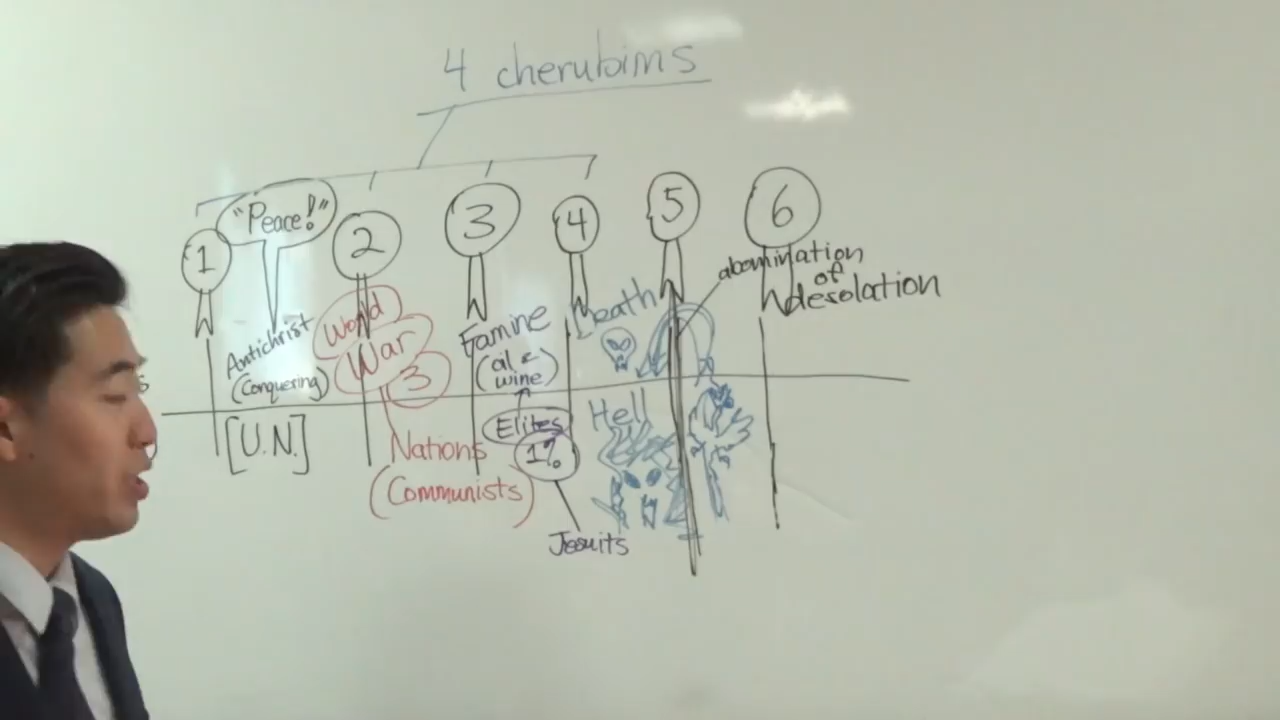 4 cherubims
1
"Peace!"
2
3
4
5
6
Antichrist
(Conquering)
[U.N.]
World
War
3
Nations
(Communists)
Famine
(oil &
wine)
Elites
1%
Jesuits
Death
Hell
abomination
of
desolation